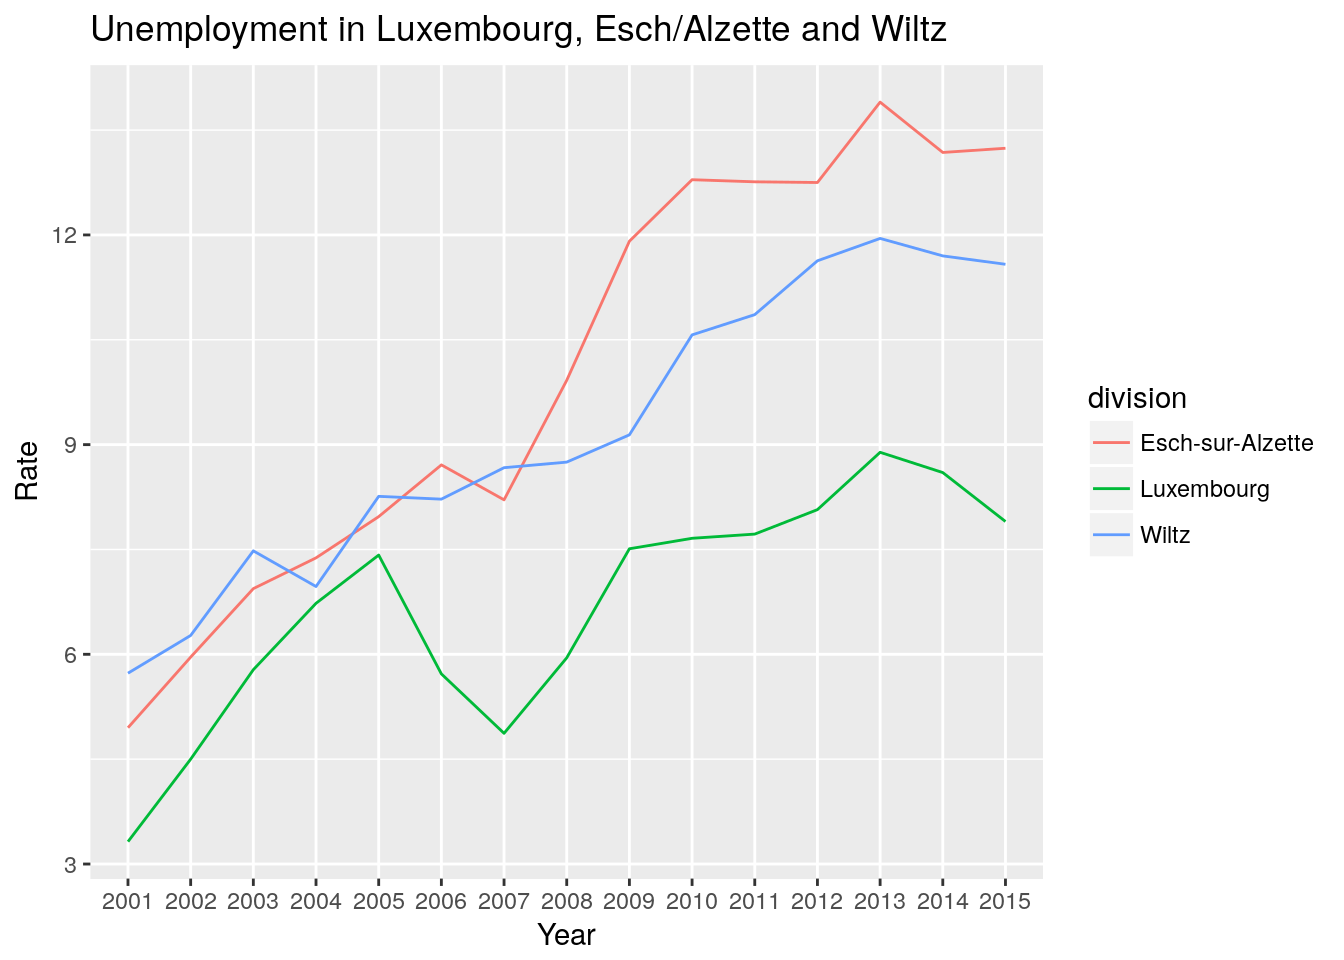 Unemployment in Luxembourg, Esch/Alzette and Wiltz
12
9
6
3
Rate
2001 2002 2003 2004 2005 2006 2007 2008 2009 2010 2011 2012 2013 2014 2015
Year
division
Esch-sur-Alzette
Luxembourg
Wiltz